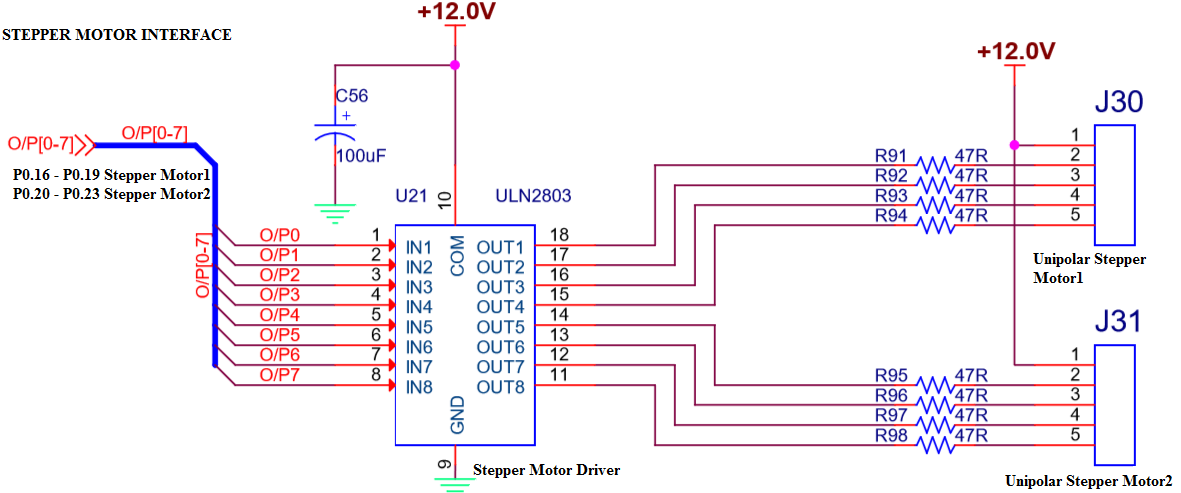 +12.0V
STEPPER MOTOR INTERFACE
+12.0V
C56
+
100uF
J30
O/P[0-7]
O/P[0-7]
P0.16 - P0.19 Stepper Motor1
P0.20 - P0.23 Stepper Motor2
O/P[0-7]
U21
10
ULN2803
O/P0 1 IN1 COM OUT1 18
O/P1 2 IN2 OUT2 17
O/P2 3 IN3 OUT3 16
O/P3 4 IN4 OUT4 15
O/P4 5 IN5 OUT5 14
O/P5 6 IN6 OUT6 13
O/P6 7 IN7 OUT7 12
O/P7 8 IN8 OUT8 11
GND
9
Stepper Motor Driver
1
R91 47R 2
R92 47R 3
R93 47R 4
R94 47R 5
Unipolar Stepper
Motor1
J31
1
R95 47R 2
R96 47R 3
R97 47R 4
R98 47R 5
Unipolar Stepper Motor2